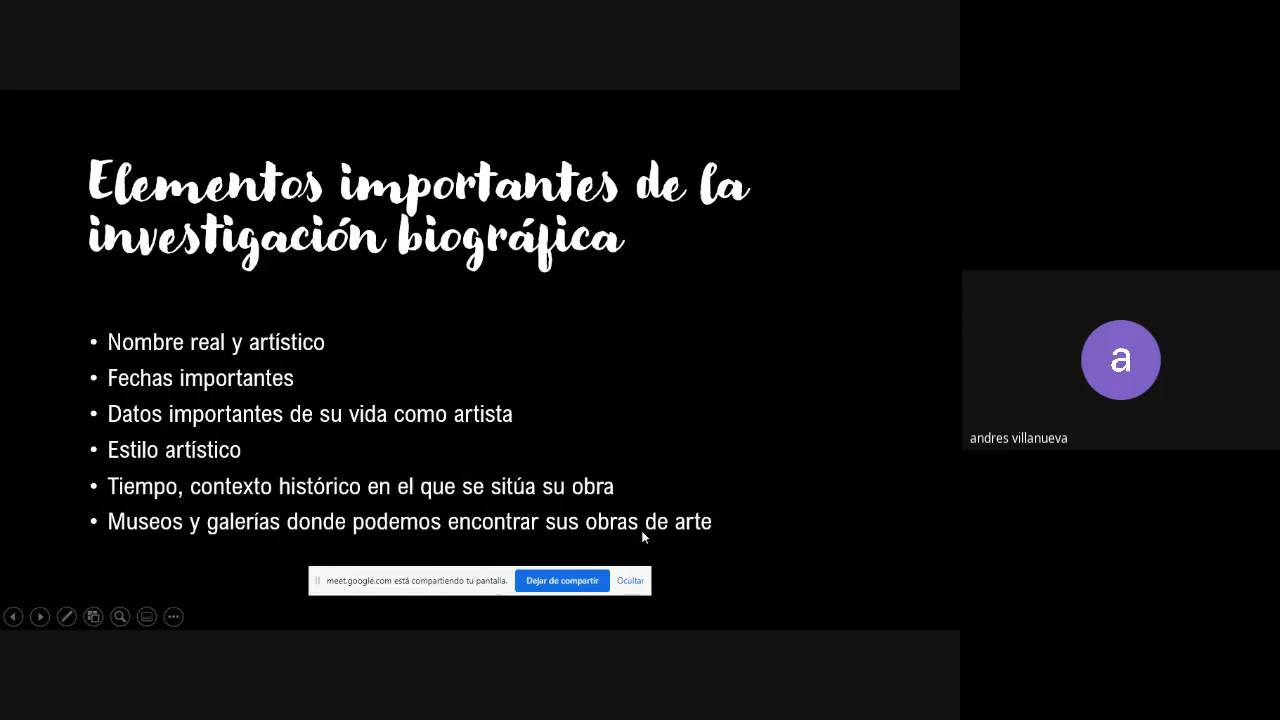 Elementos importantes de la
investigación biográfica
• Nombre real y artístico
• Fechas importantes
• Datos importantes de su vida como artista
• Estilo artístico
• Tiempo, contexto histórico en el que se sitúa su obra
• Museos y galerías donde podemos encontrar sus obras de arte
meet.google.com está compartiendo tu pantalla. Dejar de compartir Ocultar
a
andres villanueva